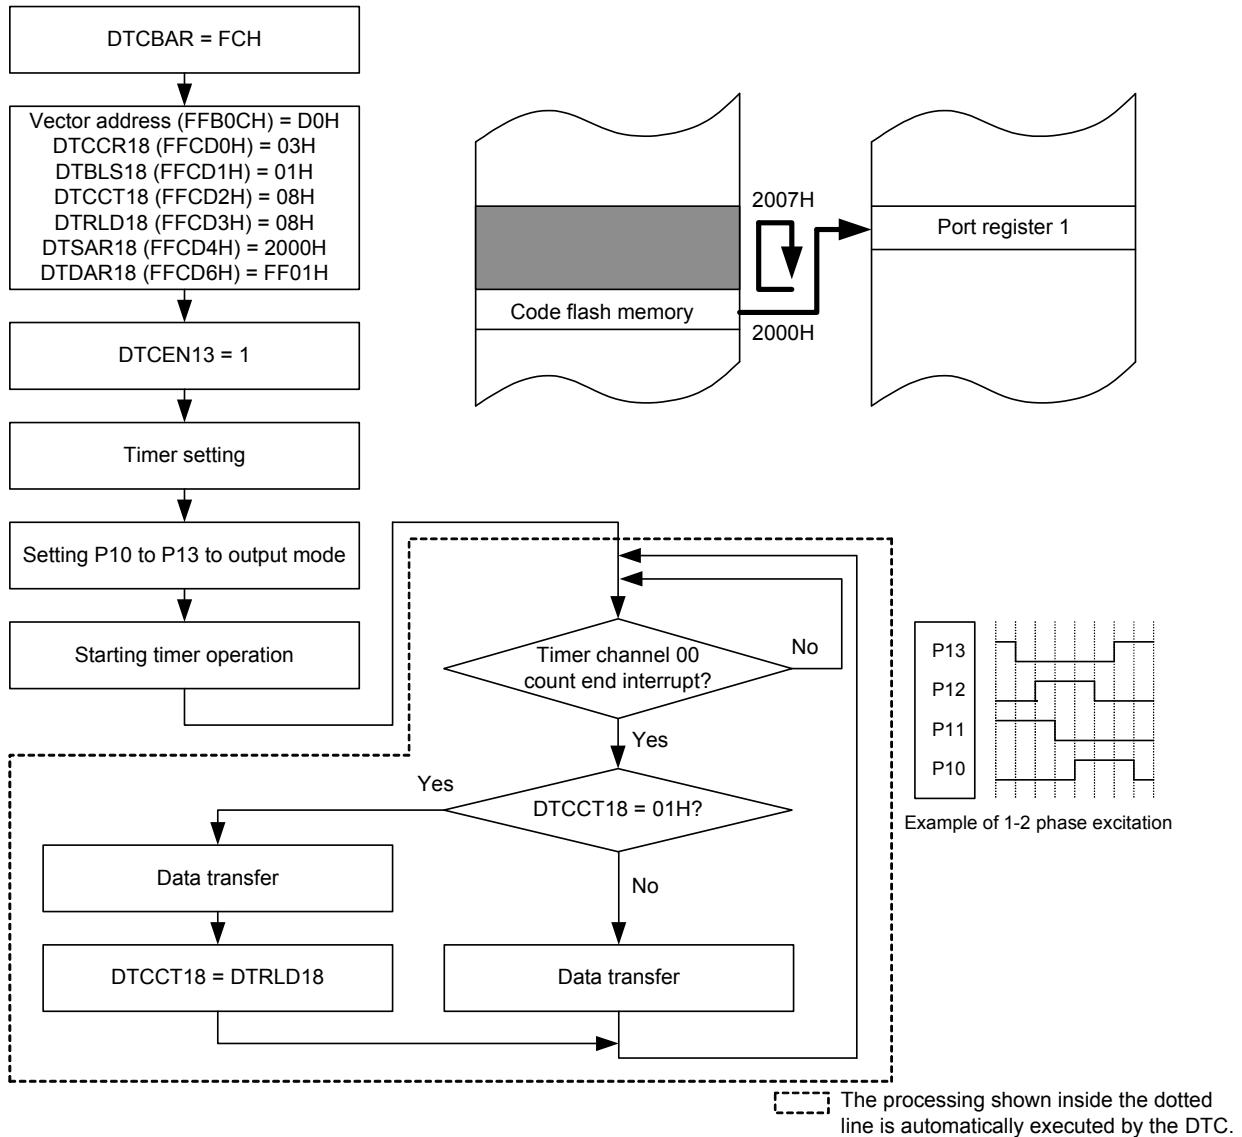 DTCBAR = FCH
Vector address (FFB0CH) = D0H
DTCCR18 (FFCD0H) = 03H
DTBLS18 (FFCD1H) = 01H
DTCCT18 (FFCD2H) = 08H
DTRLD18 (FFCD3H) = 08H
DTSAR18 (FFCD4H) = 2000H
DTDAR18 (FFCD6H) = FF01H
DTCEN13 = 1
Timer setting
Setting P10 to P13 to output mode
Starting timer operation
2007H
Port register 1
Code flash memory
2000H
Timer channel 00
count end interrupt?
No
Yes
DTCCT18 = 01H?
Yes
No
Data transfer
DTCCT18 = DTRLD18
Data transfer
P13
P12
P11
P10
Example of 1-2 phase excitation
The processing shown inside the dotted
line is automatically executed by the DTC.